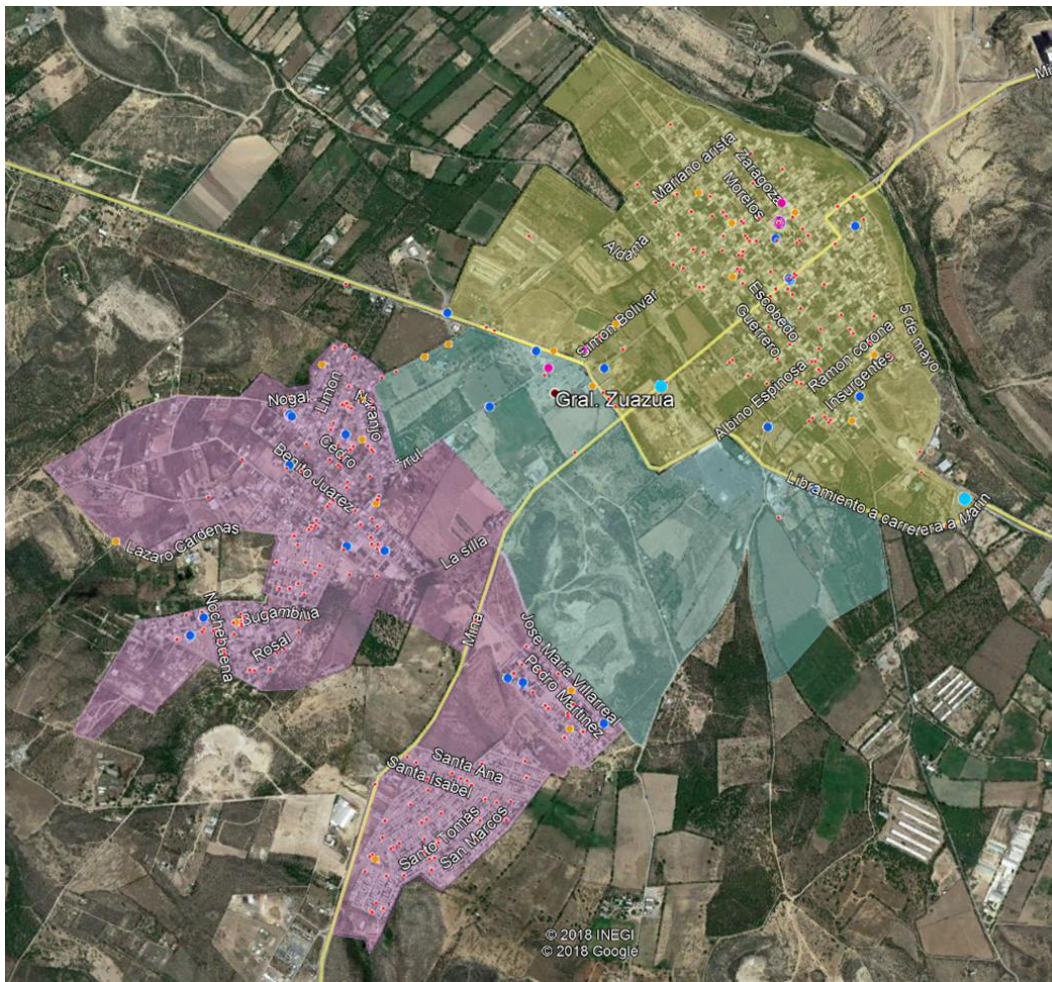 Mi
Mariano arista
Zaragoza
Morelos
Aldama
Simon Bolivar
Escobedo
Guerrero
5 de mayo
Ramon corona
Insurgentes
Albino Espinosa
Gral. Zuazua
Limon
Nogal
Naranjo
Cedro
Benito Juarez
Libramiento a carretera a Marin
Lazaro Cardenas
La silla
Mina
Nochebuena
Bugambilia
Rosal
Jose Maria Villarreal
Pedro Martinez
Santa Ana
Santa Isabel
Santo Tomas
San Marcos
© 2018 INEGI
© 2018 Google